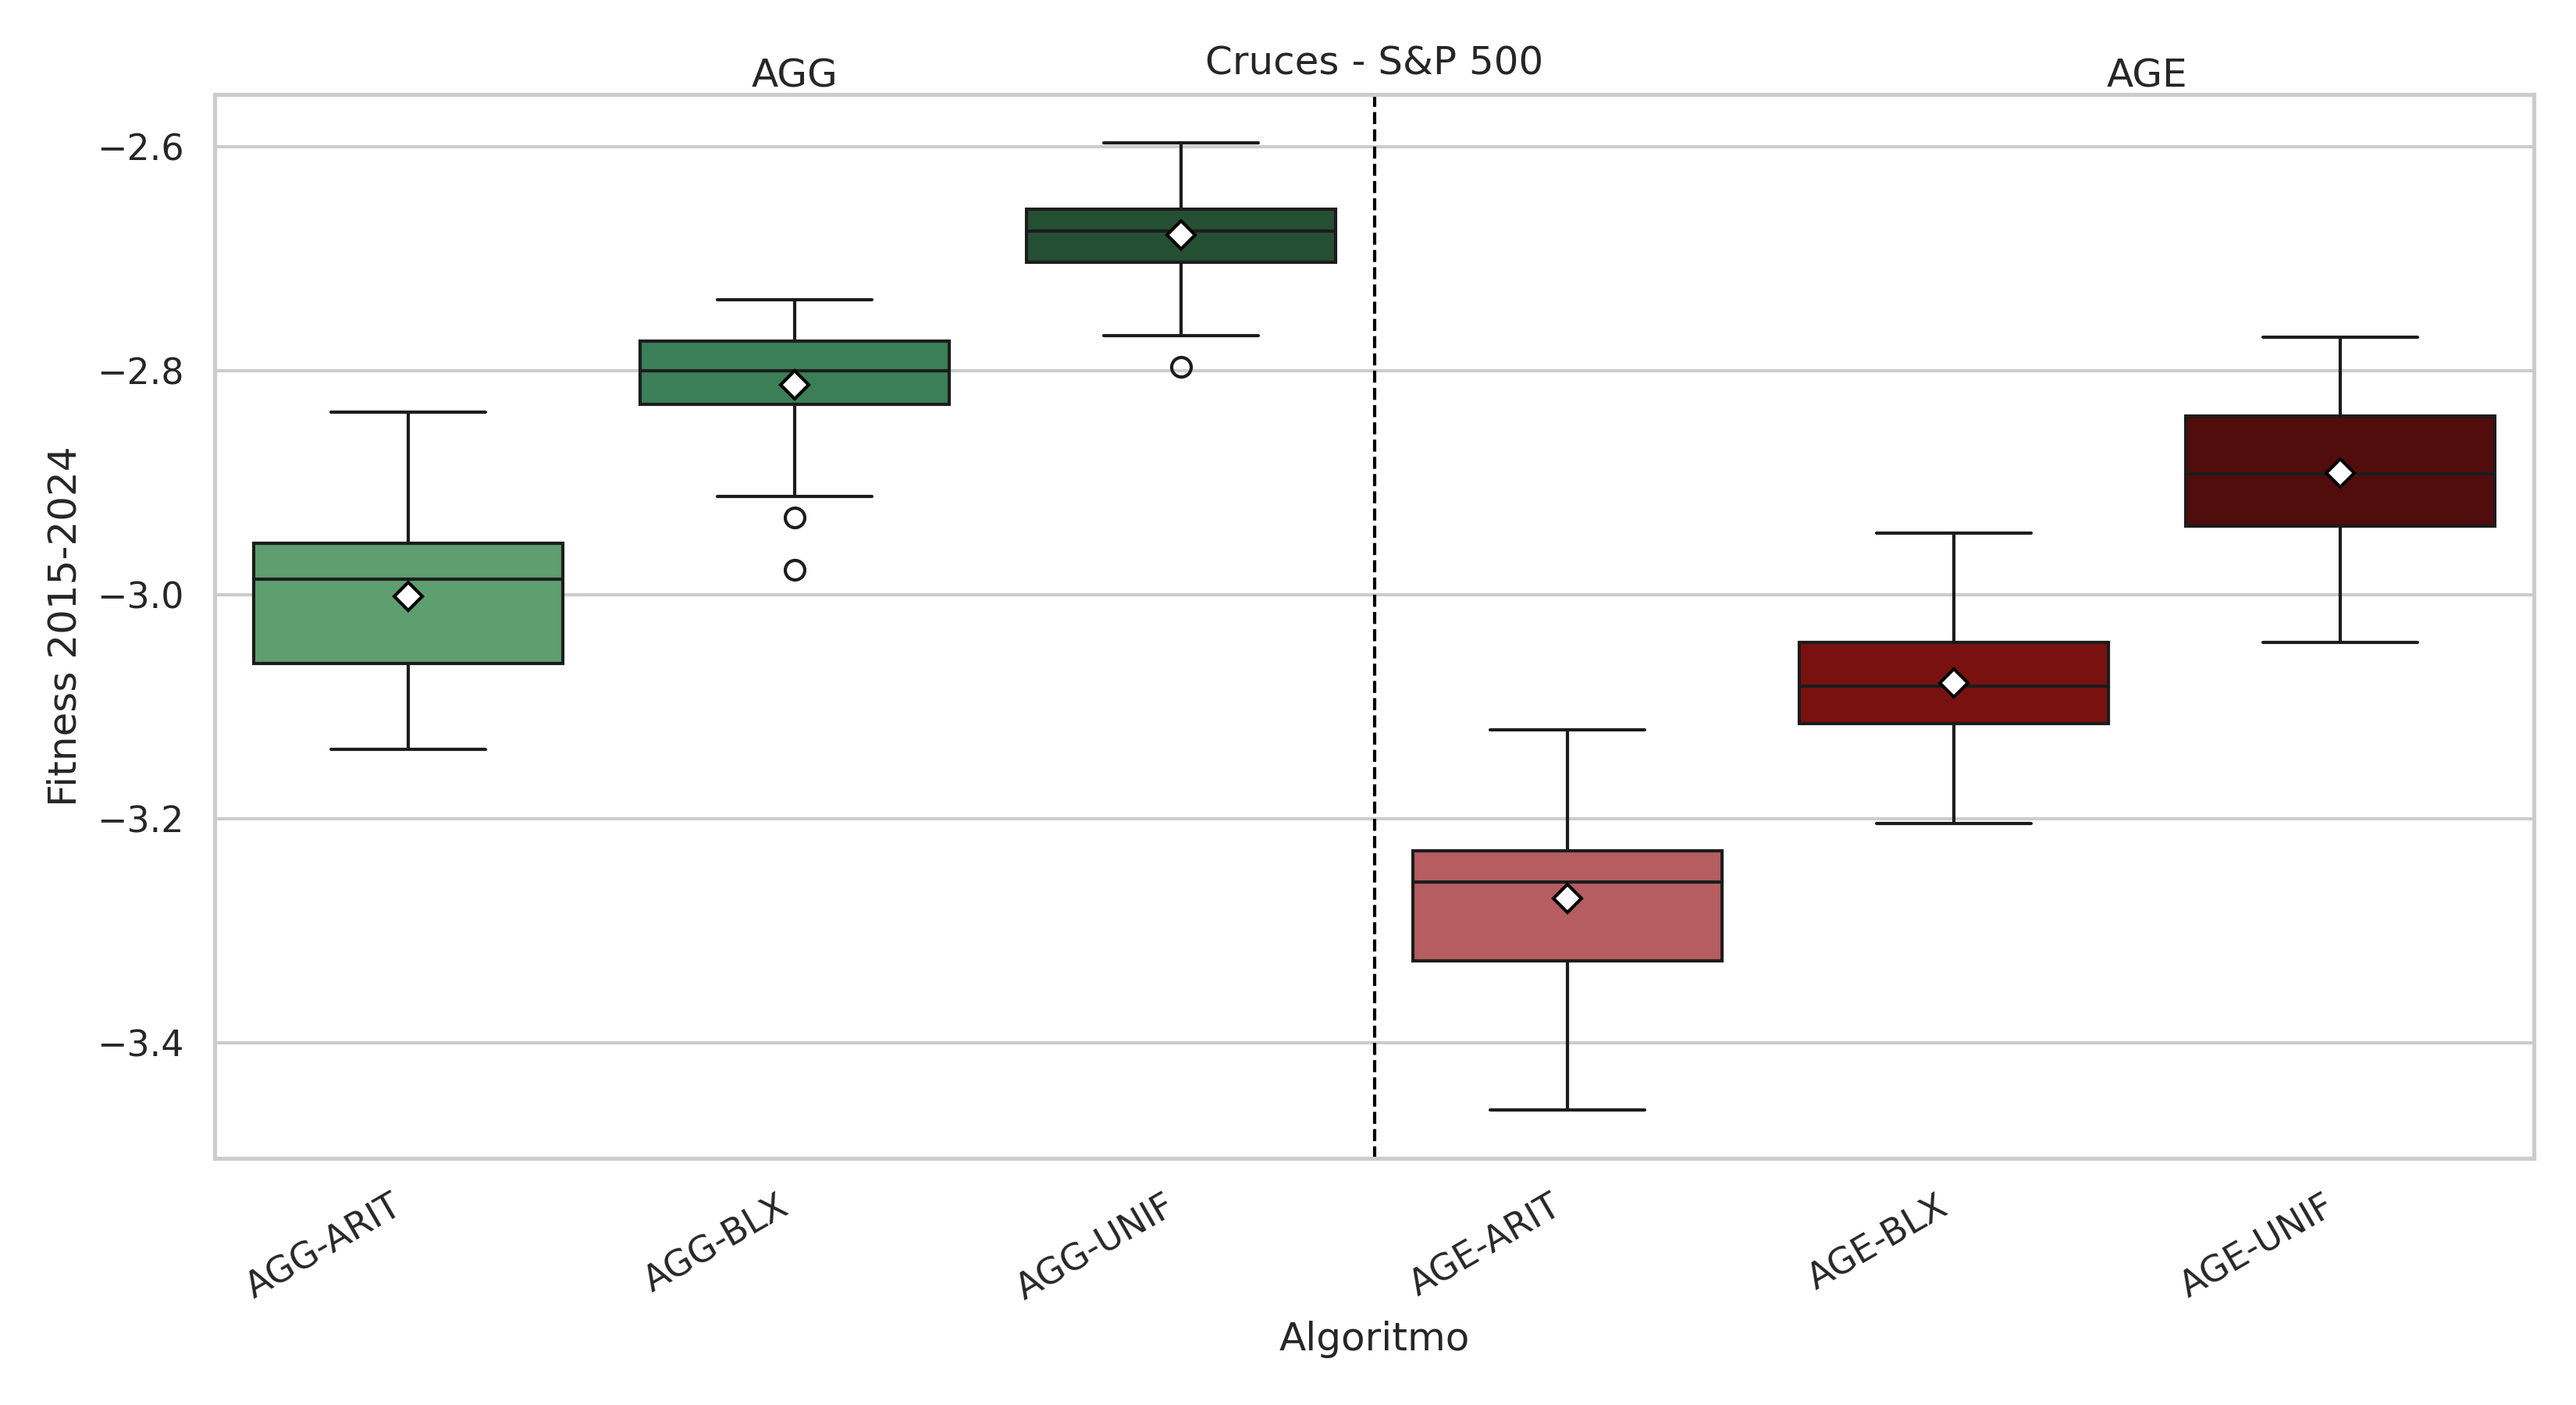 Cruces - S&P 500
AGG
AGE
Fitness 2015-2024
−2.6
−2.8
−3.0
−3.2
−3.4
AGG-ARIT
AGG-BLX
AGG-UNIF
AGE-ARIT
AGE-BLX
AGE-UNIF
Algoritmo